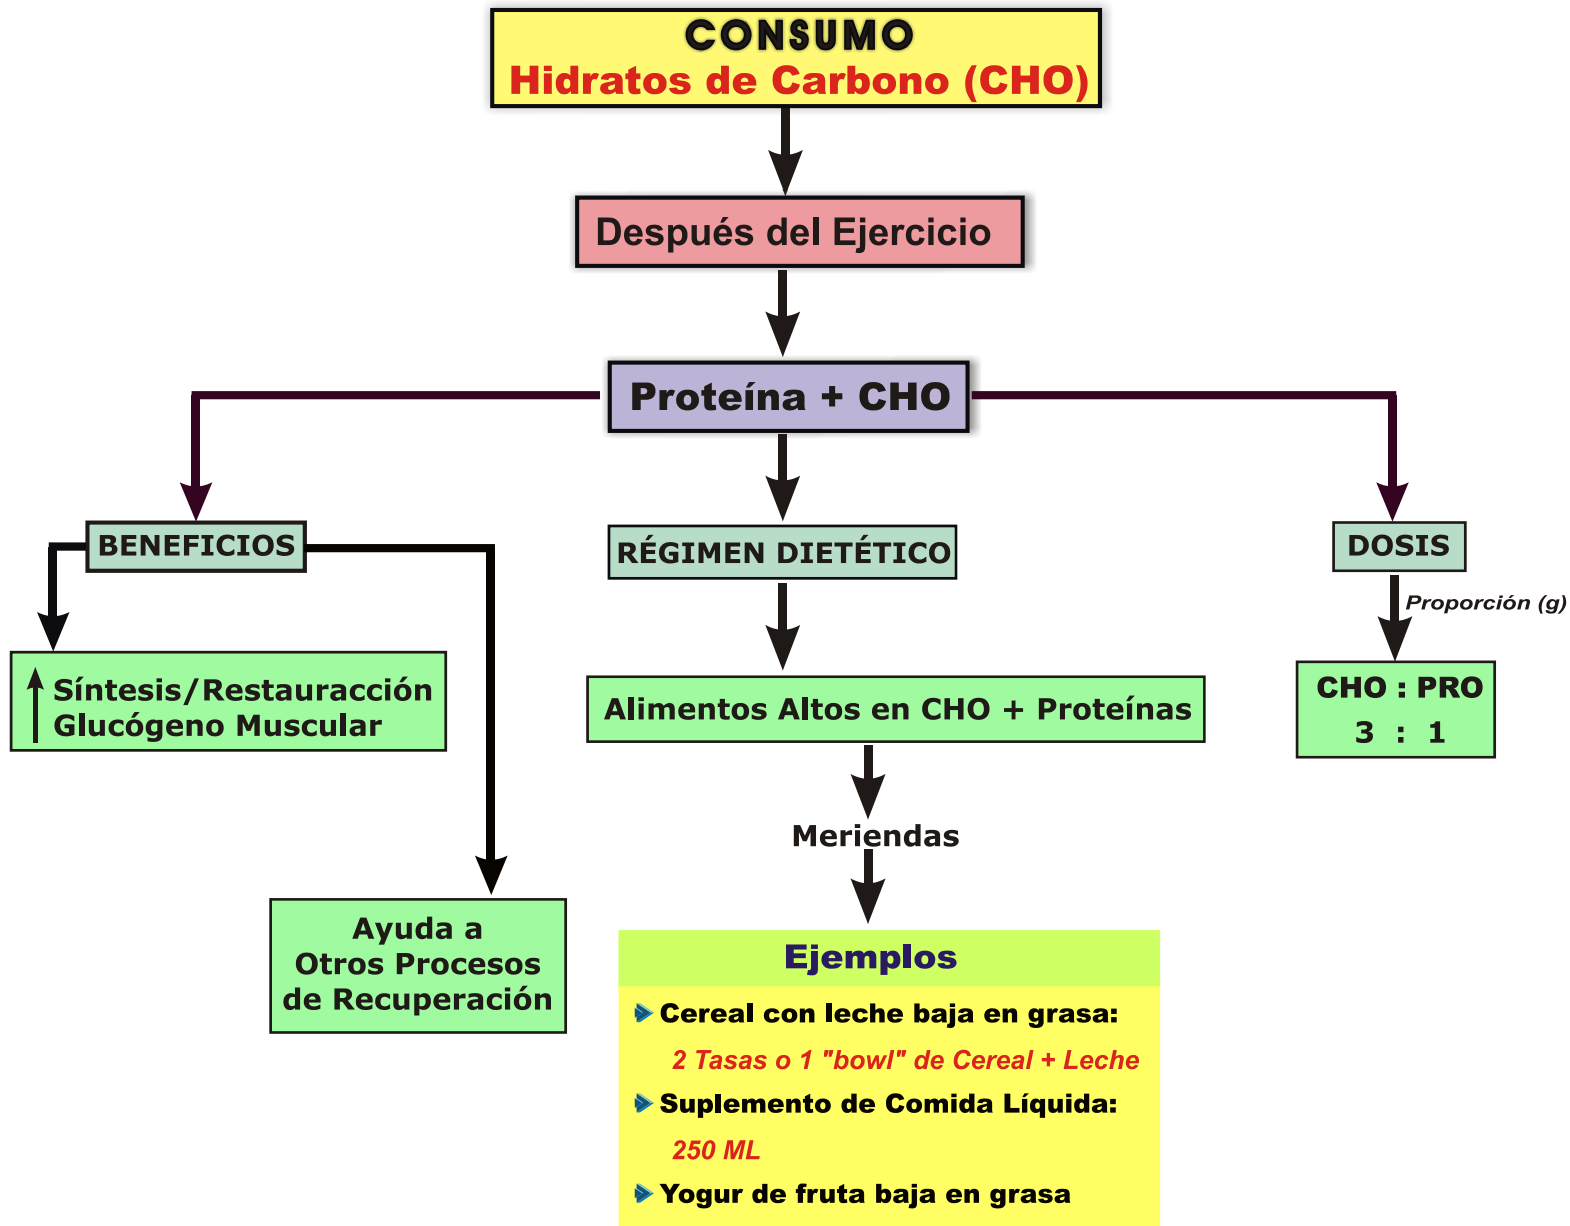 CONSUMO
Hidratos de Carbono (CHO)
Después del Ejercicio
Proteína + CHO
BENEFICIOS
RÉGIMEN DIETÉTICO
DOSIS
Proporción (g)
Síntesis/Restauracción
Glucógeno Muscular
Alimentos Altos en CHO + Proteínas
CHO : PRO
3 : 1
Meriendas
Ayuda a
Otros Procesos
de Recuperación
Ejemplos
Cereal con leche baja en grasa:
2 Tasas o 1 "bowl" de Cereal + Leche
Suplemento de Comida Líquida:
250 ML
Yogur de fruta baja en grasa